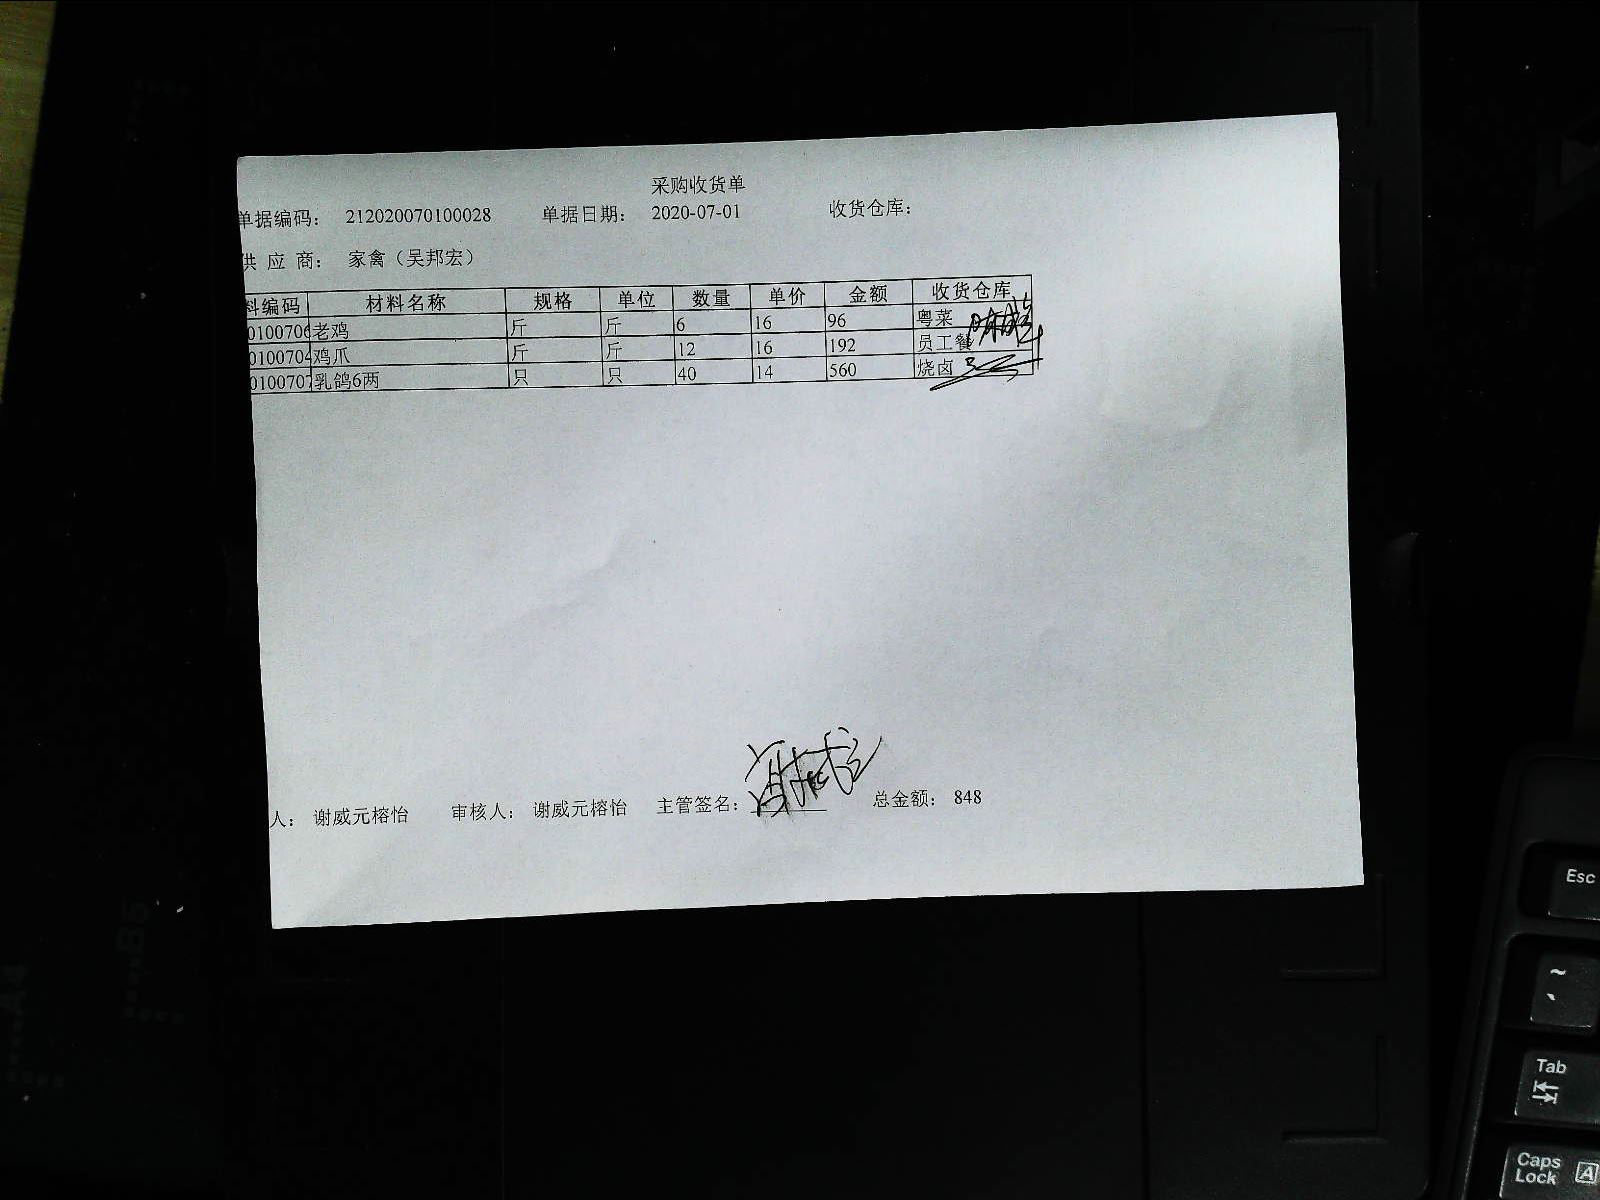 采购收货单
单据编码: 212020070100028 单据日期: 2020-07-01 收货仓库:
供 应 商: 家禽（吴邦宏）
料编码 材料名称 规格 单位 数量 单价 金额 收货仓库
0100706 老鸡 斤 斤 6 16 96 粤菜
0100704 鸡爪 斤 斤 12 16 192 员工餐
010070 乳鸽6两 只 只 40 14 560 烧卤
人: 谢威元榕怡 审核人: 谢威元榕怡 主管签名: 总金额: 848
B5
A4
Esc
~
Tab
Caps Lock A